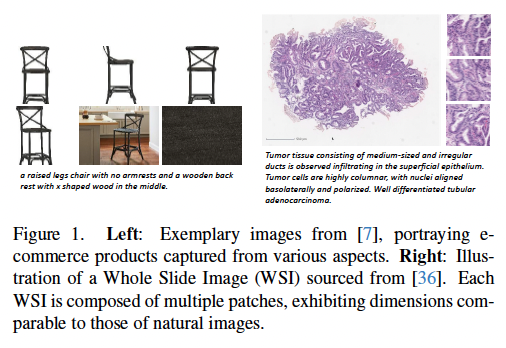 a raised legs chair with no armrests and a wooden back
rest with x shaped wood in the middle.
Tumor tissue consisting of medium-sized and irregular
ducts is observed infiltrating in the superficial epithelium.
Tumor cells are highly columnar, with nuclei aligned
basolaterally and polarized. Well differentiated tubular
adenocarcinoma.
Figure 1. Left: Exemplary images from [7], portraying e-
commerce products captured from various aspects. Right: Illus-
tration of a Whole Slide Image (WSI) sourced from [36]. Each
WSI is composed of multiple patches, exhibiting dimensions com-
parable to those of natural images.